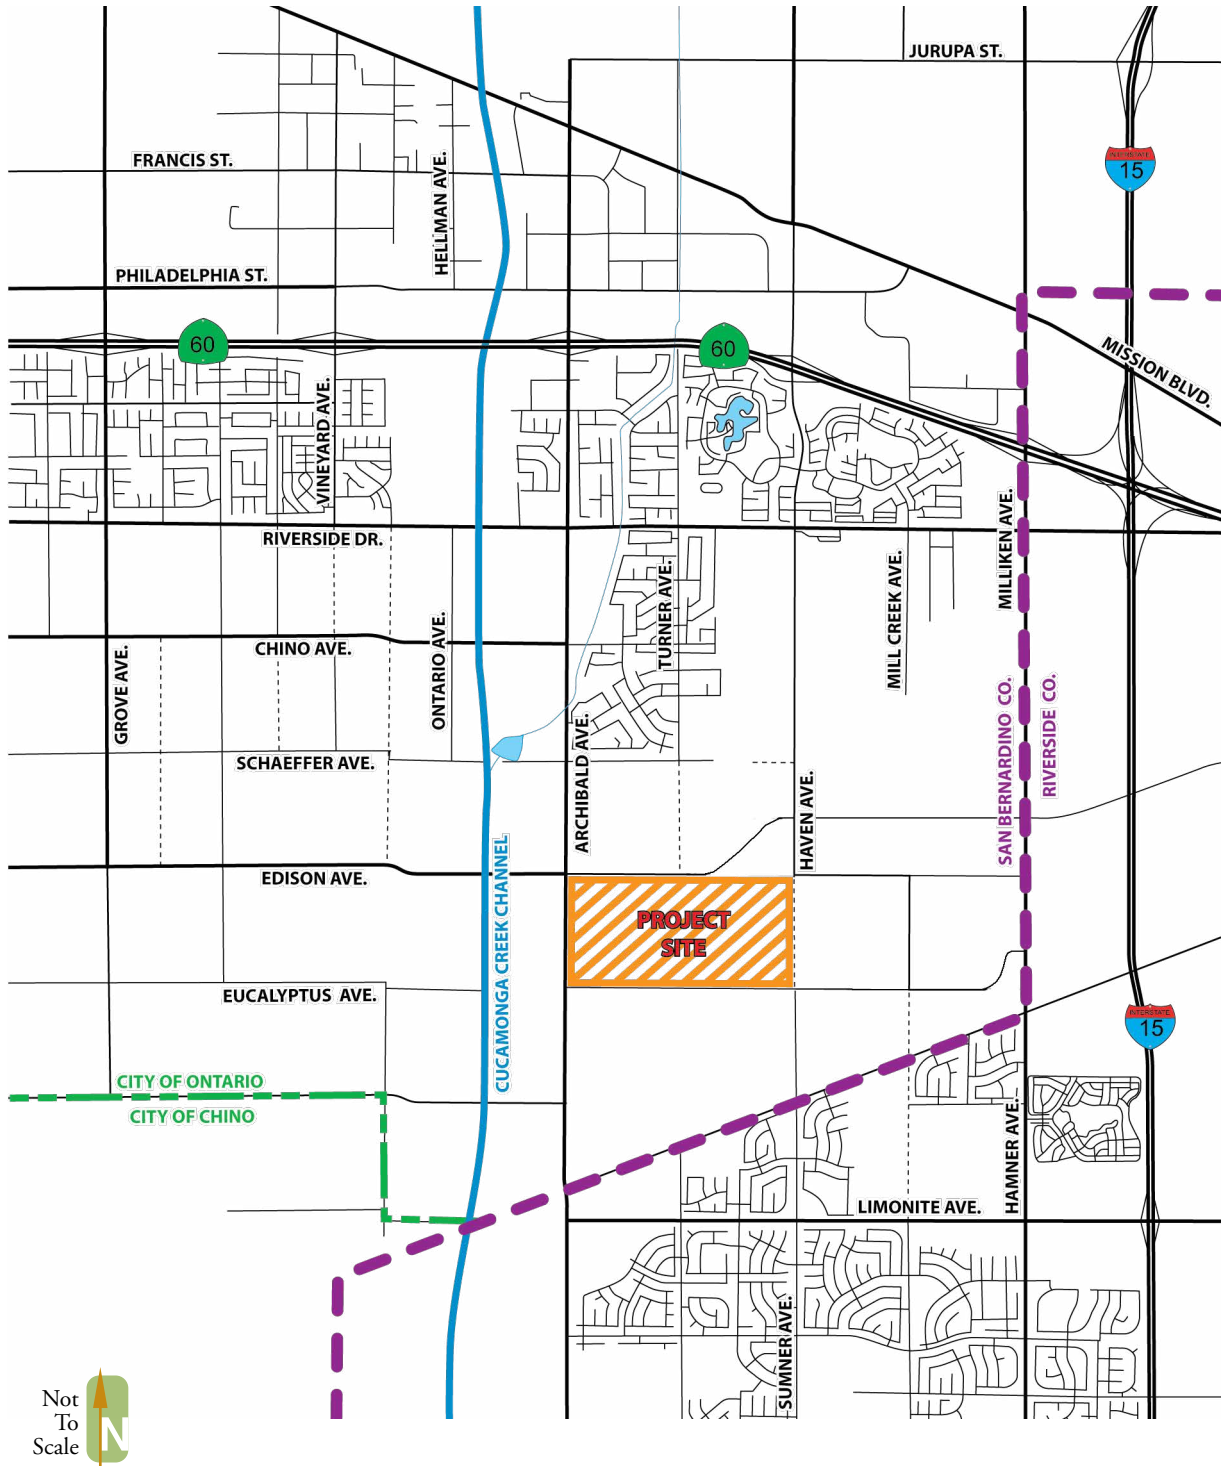 JURUPA ST.
FRANCIS ST.
HELLMAN AVE.
INTERSTATE
15
PHILADELPHIA ST.
60
60
MISSION BLVD.
VINEYARD AVE.
RIVERSIDE DR.
MILLIKEN AVE.
TURNER AVE.
MILL CREEK AVE.
ONTARIO AVE.
CHINO AVE.
GROVE AVE.
SAN BERNARDINO CO.
RIVERSIDE CO.
ARCHIBALD AVE.
SCHAEFFER AVE.
HAVEN AVE.
EDISON AVE.
CUCAMONGA CREEK CHANNEL
PROJECT
SITE
EUCALYPTUS AVE.
INTERSTATE
15
CITY OF ONTARIO
CITY OF CHINO
HAMNER AVE.
LIMONITE AVE.
SUMNER AVE.
Not
To
Scale
N